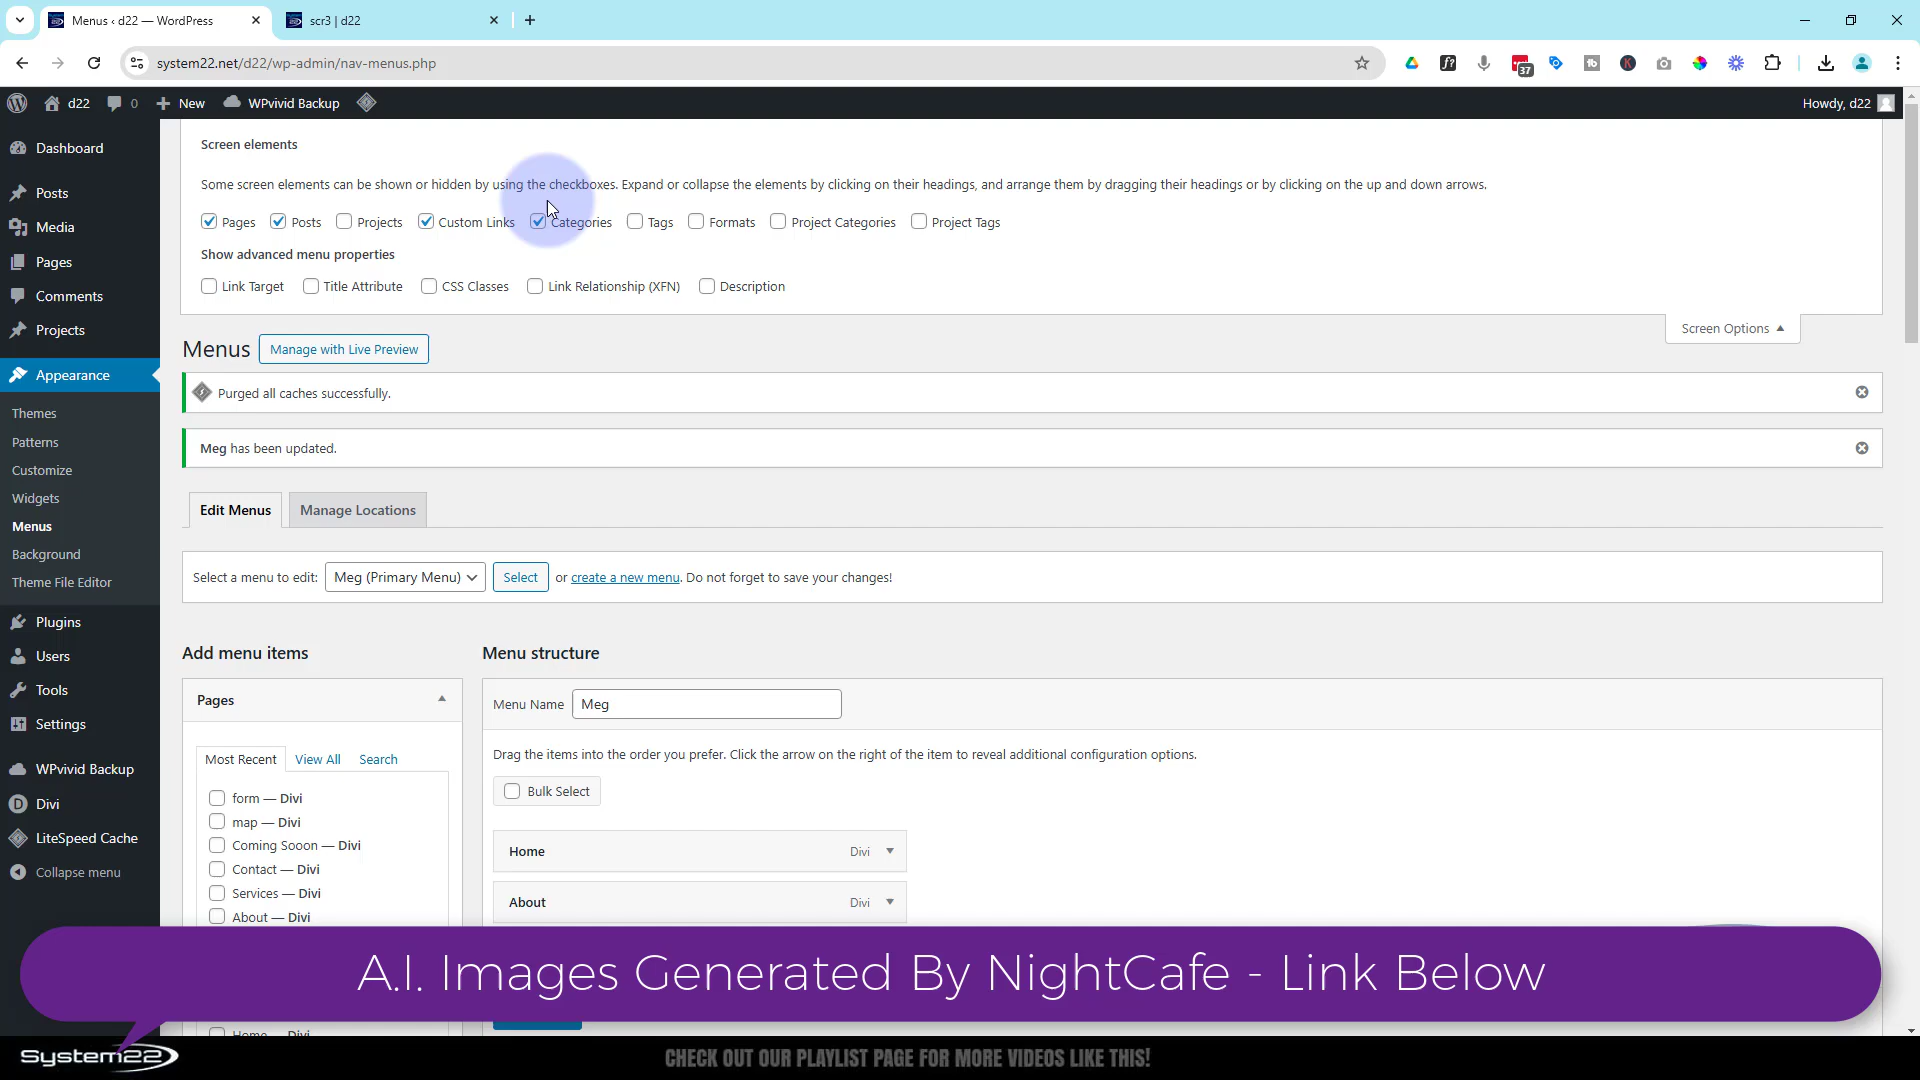 Menus ‹ d22 — WordPress
scr3 | d22
system22.net/d22/wp-admin/nav-menus.php
37
d22
0
New
WPvivid Backup
Howdy, d22
Dashboard
Posts
Media
Pages
Comments
Projects
Appearance
Themes
Patterns
Customize
Widgets
Menus
Background
Theme File Editor
Plugins
Users
Tools
Settings
WPvivid Backup
Divi
LiteSpeed Cache
Collapse menu
Screen elements
Some screen elements can be shown or hidden by using the checkboxes. Expand or collapse the elements by clicking on their headings, and arrange them by dragging their headings or by clicking on the up and down arrows.
Pages Posts Projects Custom Links Categories Tags Formats Project Categories Project Tags
Show advanced menu properties
Link Target Title Attribute CSS Classes Link Relationship (XFN) Description
Screen Options
Menus Manage with Live Preview
Purged all caches successfully.
Meg has been updated.
Edit Menus Manage Locations
Select a menu to edit: Meg (Primary Menu) Select or create a new menu. Do not forget to save your changes!
Add menu items
Pages
Most Recent View All Search
form — Divi
map — Divi
Coming Sooon — Divi
Contact — Divi
Services — Divi
About — Divi
Menu structure
Menu Name Meg
Drag the items into the order you prefer. Click the arrow on the right of the item to reveal additional configuration options.
Bulk Select
Home Divi
About Divi
A.I. Images Generated By NightCafe - Link Below
System22
CHECK OUT OUR PLAYLIST PAGE FOR MORE VIDEOS LIKE THIS!